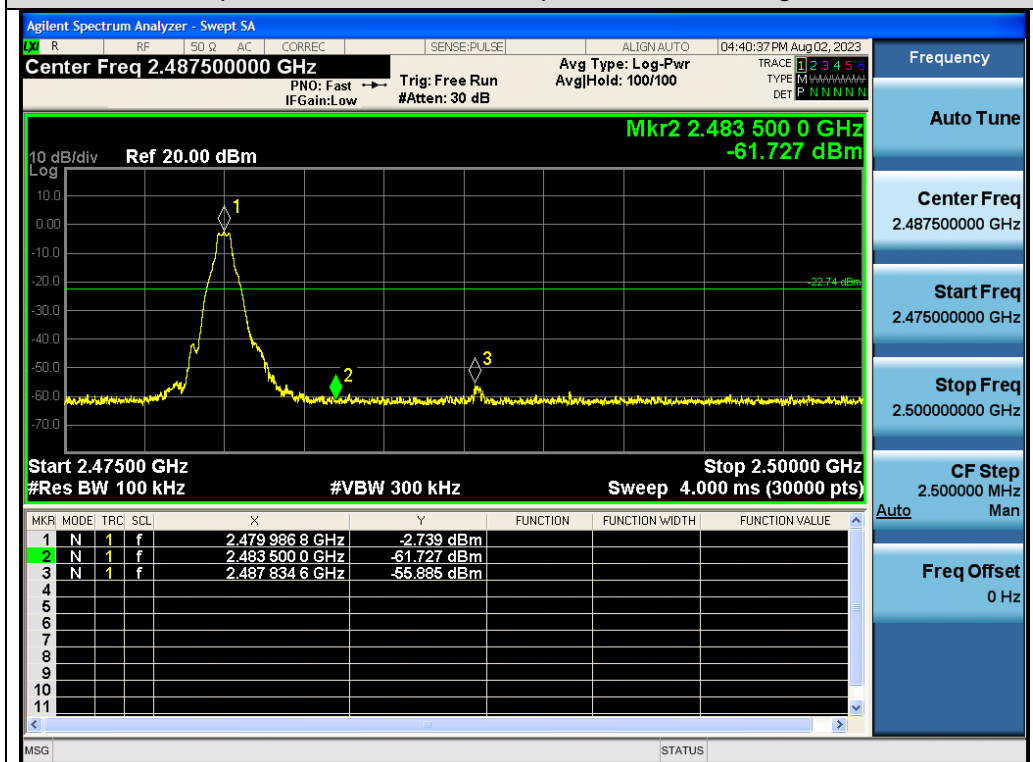 Agilent Spectrum Analyzer - Swept SA
LXI R RF 50 Ω AC CORREC SENSE:PULSE ALIGN AUTO 04:40:37 PM Aug 02, 2023
Center Freq 2.487500000 GHz
PNO: Fast
IFGain:Low
Trig: Free Run
#Atten: 30 dB
Avg Type: Log-Pwr
Avg|Hold: 100/100
TRACE 1 2 3 4 5 6
TYPE M WWWWW
DET P N N N N N
Mkr2 2.483 500 0 GHz
-61.727 dBm
10 dB/div Ref 20.00 dBm
Log
10.0
0.00
-10.0
-20.0
-30.0
-40.0
-50.0
-60.0
-70.0
1
2
3
-22.74 dBm
Start 2.47500 GHz Stop 2.50000 GHz
#Res BW 100 kHz #VBW 300 kHz Sweep 4.000 ms (30000 pts)
MKR MODE TRC SCL X Y FUNCTION FUNCTION WIDTH FUNCTION VALUE
1 N 1 f 2.479 986 8 GHz -2.739 dBm
2 N 1 f 2.483 500 0 GHz -61.727 dBm
3 N 1 f 2.487 834 6 GHz -55.885 dBm
4
5
6
7
8
9
10
11
MSG STATUS
Frequency
Auto Tune
Center Freq
2.487500000 GHz
Start Freq
2.475000000 GHz
Stop Freq
2.500000000 GHz
CF Step
2.500000 MHz
Auto Man
Freq Offset
0 Hz